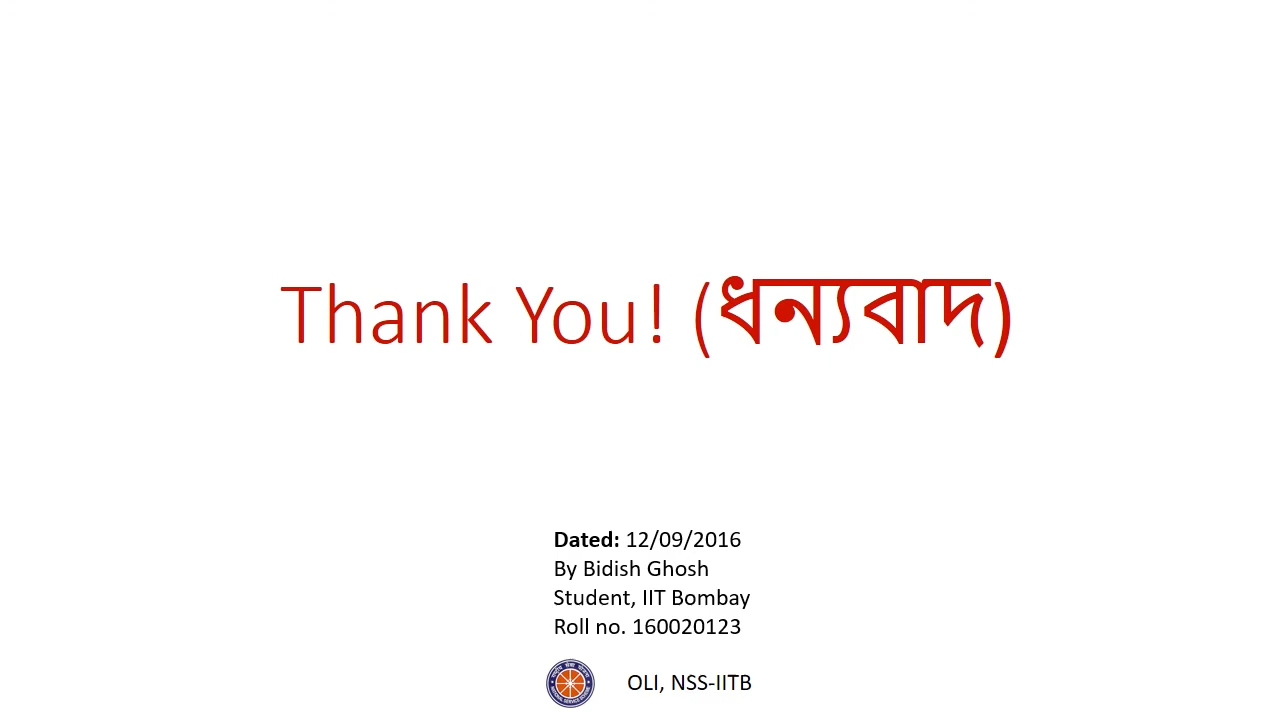 Thank You! (ধন্যবাদ)
Dated: 12/09/2016
By Bidish Ghosh
Student, IIT Bombay
Roll no. 160020123
OLI, NSS-IITB